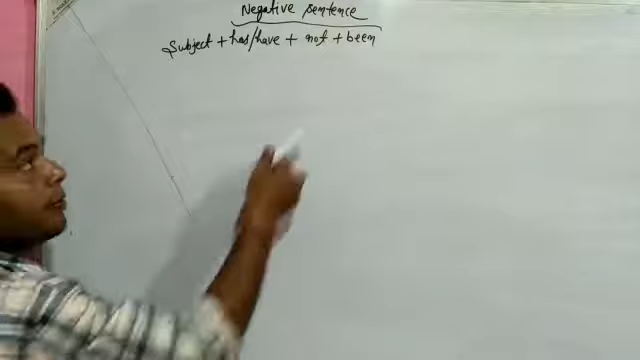 Negative sentence
Subject + has/have + not + been